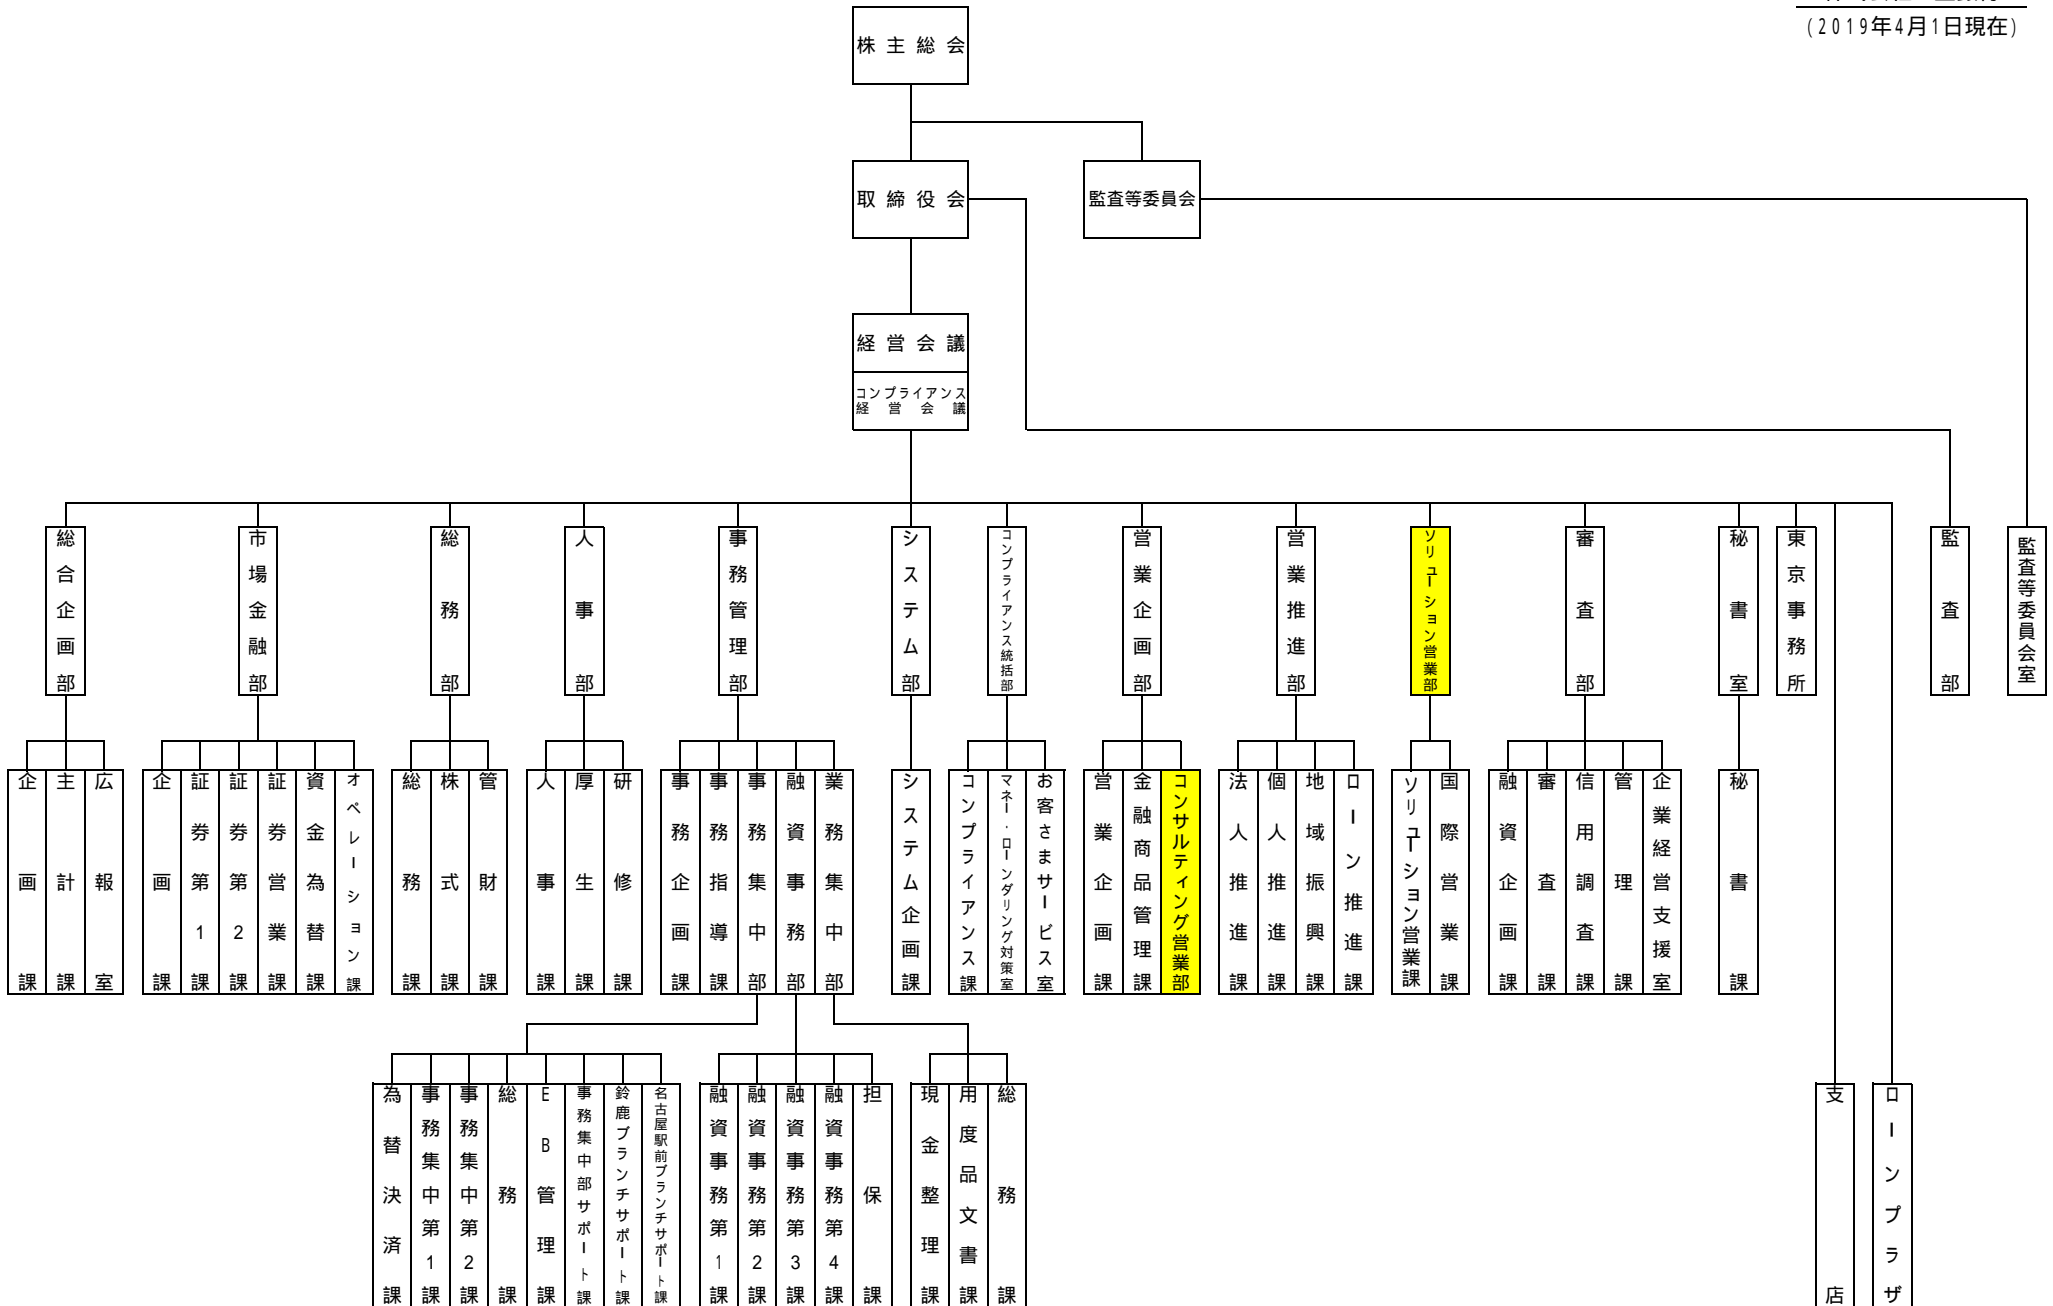 (2019年4月1日現在)
株主総会
取締役会
監査等委員会
経営会議
コンプライアンス
経営会議
総合企画部
市場金融部
総務部
人事部
事務管理部
システム部
コンプライアンス統括部
営業企画部
営業推進部
ソリューション営業部
審査部
秘書室
東京事務所
監査部
監査等委員会室
企画課
主計課
広報室
企画課
証券第1課
証券第2課
証券営業課
資金為替課
オペレーション課
総務課
株式課
管財課
人事課
厚生課
研修課
事務企画課
事務指導課
事務集中部
融資事務部
業務集中部
システム企画課
コンプライアンス課
マネー・ローンダリング対策室
お客さまサービス室
営業企画課
金融商品管理課
コンサルティング営業部
法人推進課
個人推進課
地域振興課
ローン推進課
ソリューション営業課
国際営業課
融資企画課
審査課
信用調査課
管理課
企業経営支援室
秘書課
為替決済課
事務集中第1課
事務集中第2課
総務課
EB管理課
事務集中部サポート課
鈴鹿ブランチサポート課
名古屋駅前ブランチサポート課
融資事務第1課
融資事務第2課
融資事務第3課
融資事務第4課
担保課
現金整理課
用度品文書課
総務課
支店
ローンプラザ